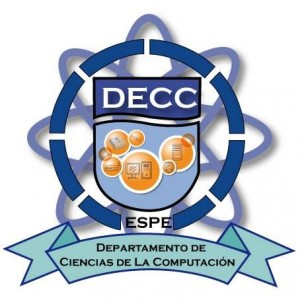 DECC
ESPE
DEPARTAMENTO DE
CIENCIAS DE LA COMPUTACIÓN